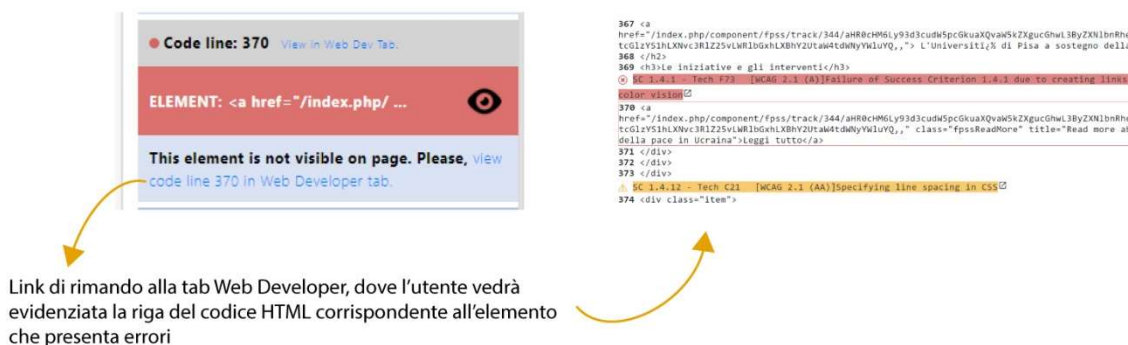 Code line: 370 View in Web Dev Tab.
ELEMENT: <a href="/index.php/ ...
This element is not visible on page. Please, view
code line 370 in Web Developer tab.
Link di rimando alla tab Web Developer, dove l'utente vedrà
evidenziata la riga del codice HTML corrispondente all'elemento
che presenta errori
367 <a
href="/index.php/component/fpss/track/344/
L'Universitï¿½ di Pisa a sostegno della
368 </h2>
369 <h3>Le iniziative e gli interventi</h3>
SC 1.4.1 - Tech F73 [WCAG 2.1 (A)]Failure of Success Criterion 1.4.1 due to creating links
color vision
370 <a
href="/index.php/component/fpss/track/344/
class="fpssReadMore" title="Read more
della pace in Ucraina">Leggi tutto</a>
371 </div>
372 </div>
373 </div>
SC 1.4.12 - Tech C21 [WCAG 2.1 (AA)]Specifying line spacing in CSS
374 <div class="item">